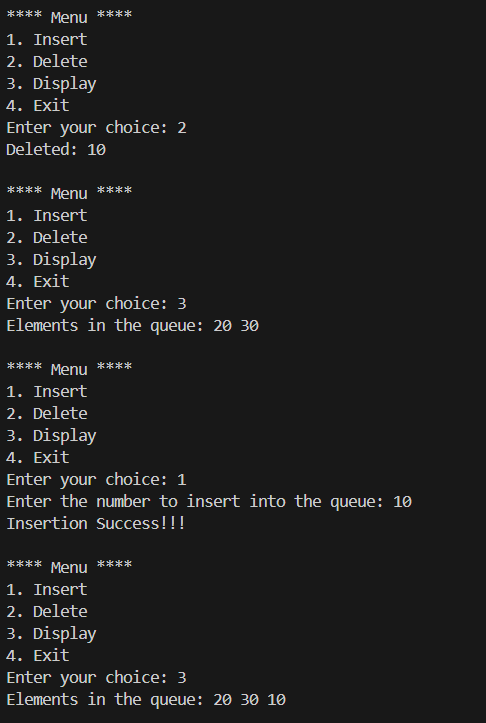 **** Menu ****
1. Insert
2. Delete
3. Display
4. Exit
Enter your choice: 2
Deleted: 10
**** Menu ****
1. Insert
2. Delete
3. Display
4. Exit
Enter your choice: 3
Elements in the queue: 20 30
**** Menu ****
1. Insert
2. Delete
3. Display
4. Exit
Enter your choice: 1
Enter the number to insert into the queue: 10
Insertion Success!!!
**** Menu ****
1. Insert
2. Delete
3. Display
4. Exit
Enter your choice: 3
Elements in the queue: 20 30 10